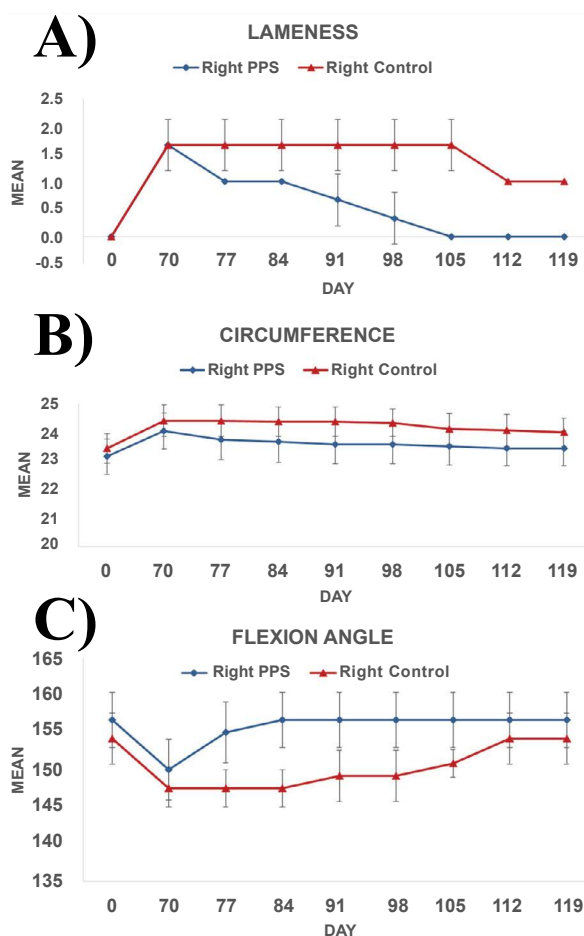 A)
LAMENESS
Right PPS Right Control
2.5
2.0
1.5
1.0
0.0
-0.5
MEAN
0 70 77 84 91 98 105 112 119
DAY
B)
CIRCUMFERENCE
Right PPS Right Control
25
24
23
22
21
20
MEAN
0 70 77 84 91 98 105 112 119
DAY
C)
FLEXION ANGLE
Right PPS Right Control
165
160
155
150
145
140
135
MEAN
0 70 77 84 91 98 105 112 119
DAY